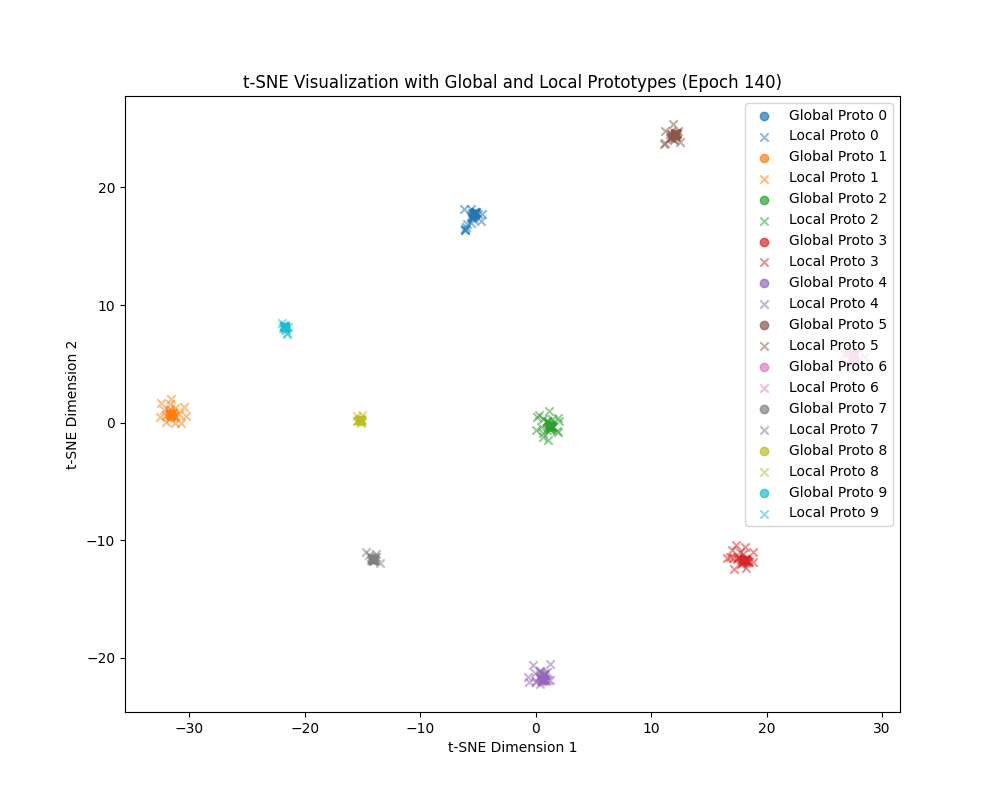 t-SNE Visualization with Global and Local Prototypes (Epoch 140)
Global Proto 0
Local Proto 0
Global Proto 1
Local Proto 1
Global Proto 2
Local Proto 2
Global Proto 3
Local Proto 3
Global Proto 4
Local Proto 4
Global Proto 5
Local Proto 5
Global Proto 6
Local Proto 6
Global Proto 7
Local Proto 7
Global Proto 8
Local Proto 8
Global Proto 9
Local Proto 9
t-SNE Dimension 2
20
10
0
−10
−20
−30
−20
−10
0
10
20
30
t-SNE Dimension 1